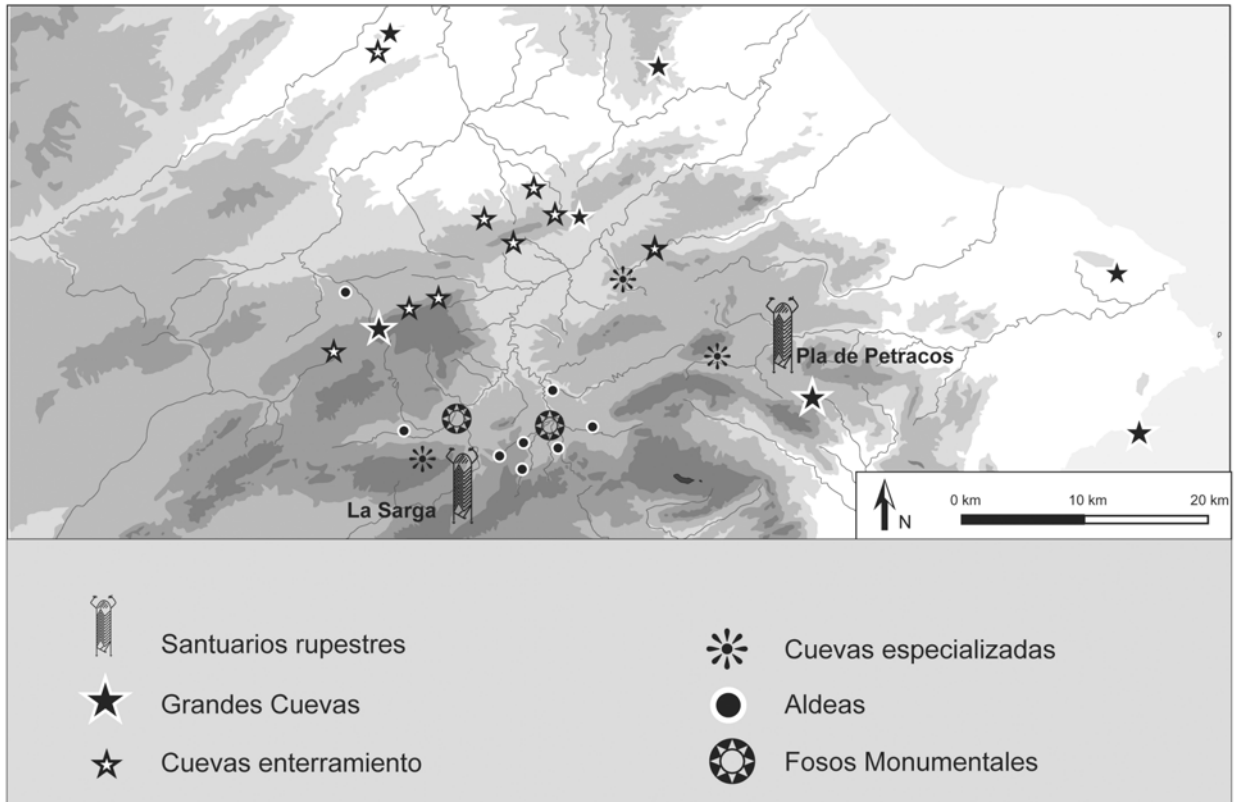 Pla de Petracos
La Sarga
0 km 10 km 20 km
N
Santuarios rupestres
Grandes Cuevas
Cuevas enterramiento
Cuevas especializadas
Aldeas
Fosos Monumentales